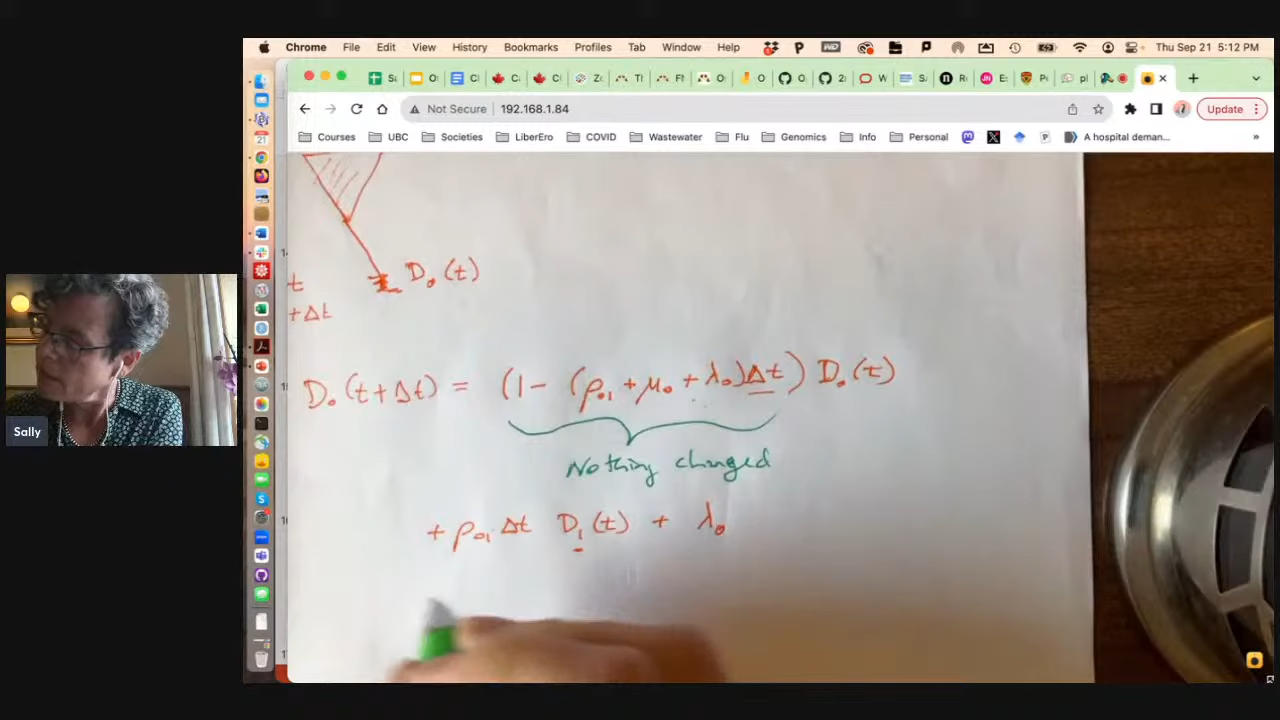 Chrome File Edit View History Bookmarks Profiles Tab Window Help Thu Sep 21 5:12 PM
Not Secure 192.168.1.84 Update
Courses UBC Societies LiberEro COVID Wastewater Flu Genomics Info Personal A hospital deman... »
t D₀(t)
+Δt
D₀(t+Δt) = (1 - (ρ₀₁ + μ₀ + λ₀)Δt) D₀(t)
Nothing changed
+ ρ₀₁ Δt D₁(t) + λ₀
Sally